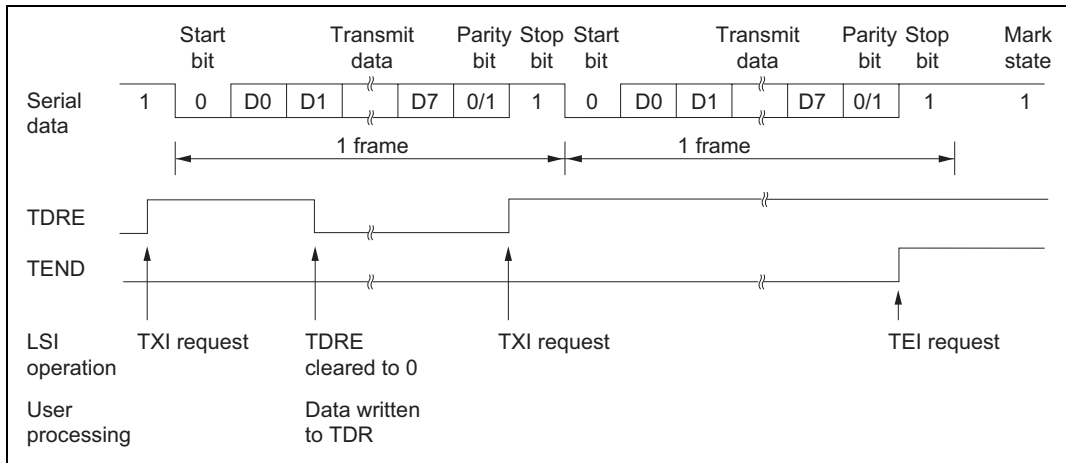 Start bit
Transmit data
Parity bit
Stop bit
Start bit
Transmit data
Parity bit
Stop bit
Mark state
Serial data
1 0 D0 D1 D7 0/1 1 0 D0 D1 D7 0/1 1 1
1 frame
1 frame
TDRE
TEND
LSI operation
TXI request
TDRE cleared to 0
TXI request
TEI request
User processing
Data written to TDR